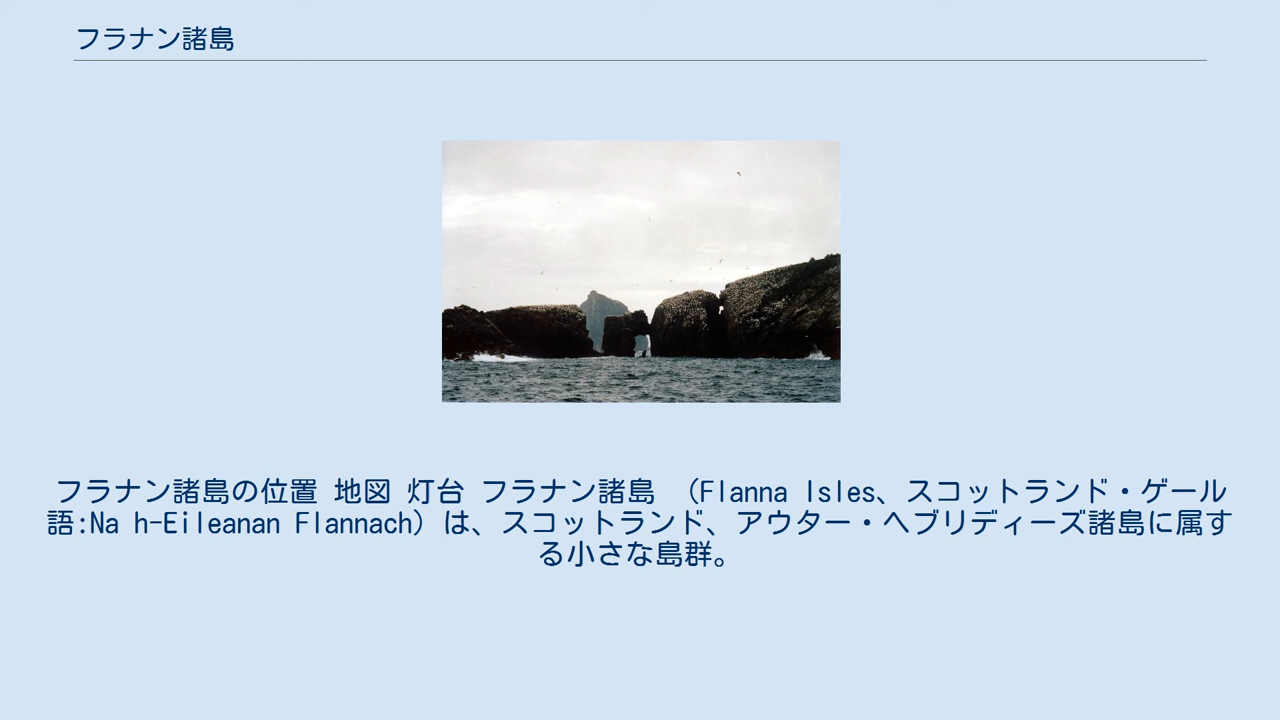 フラナン諸島
フラナン諸島の位置 地図 灯台 フラナン諸島 （Flanna Isles、スコットランド・ゲール
語:Na h-Eileanan Flannach）は、スコットランド、アウター・ヘブリディーズ諸島に属す
る小さな島群。